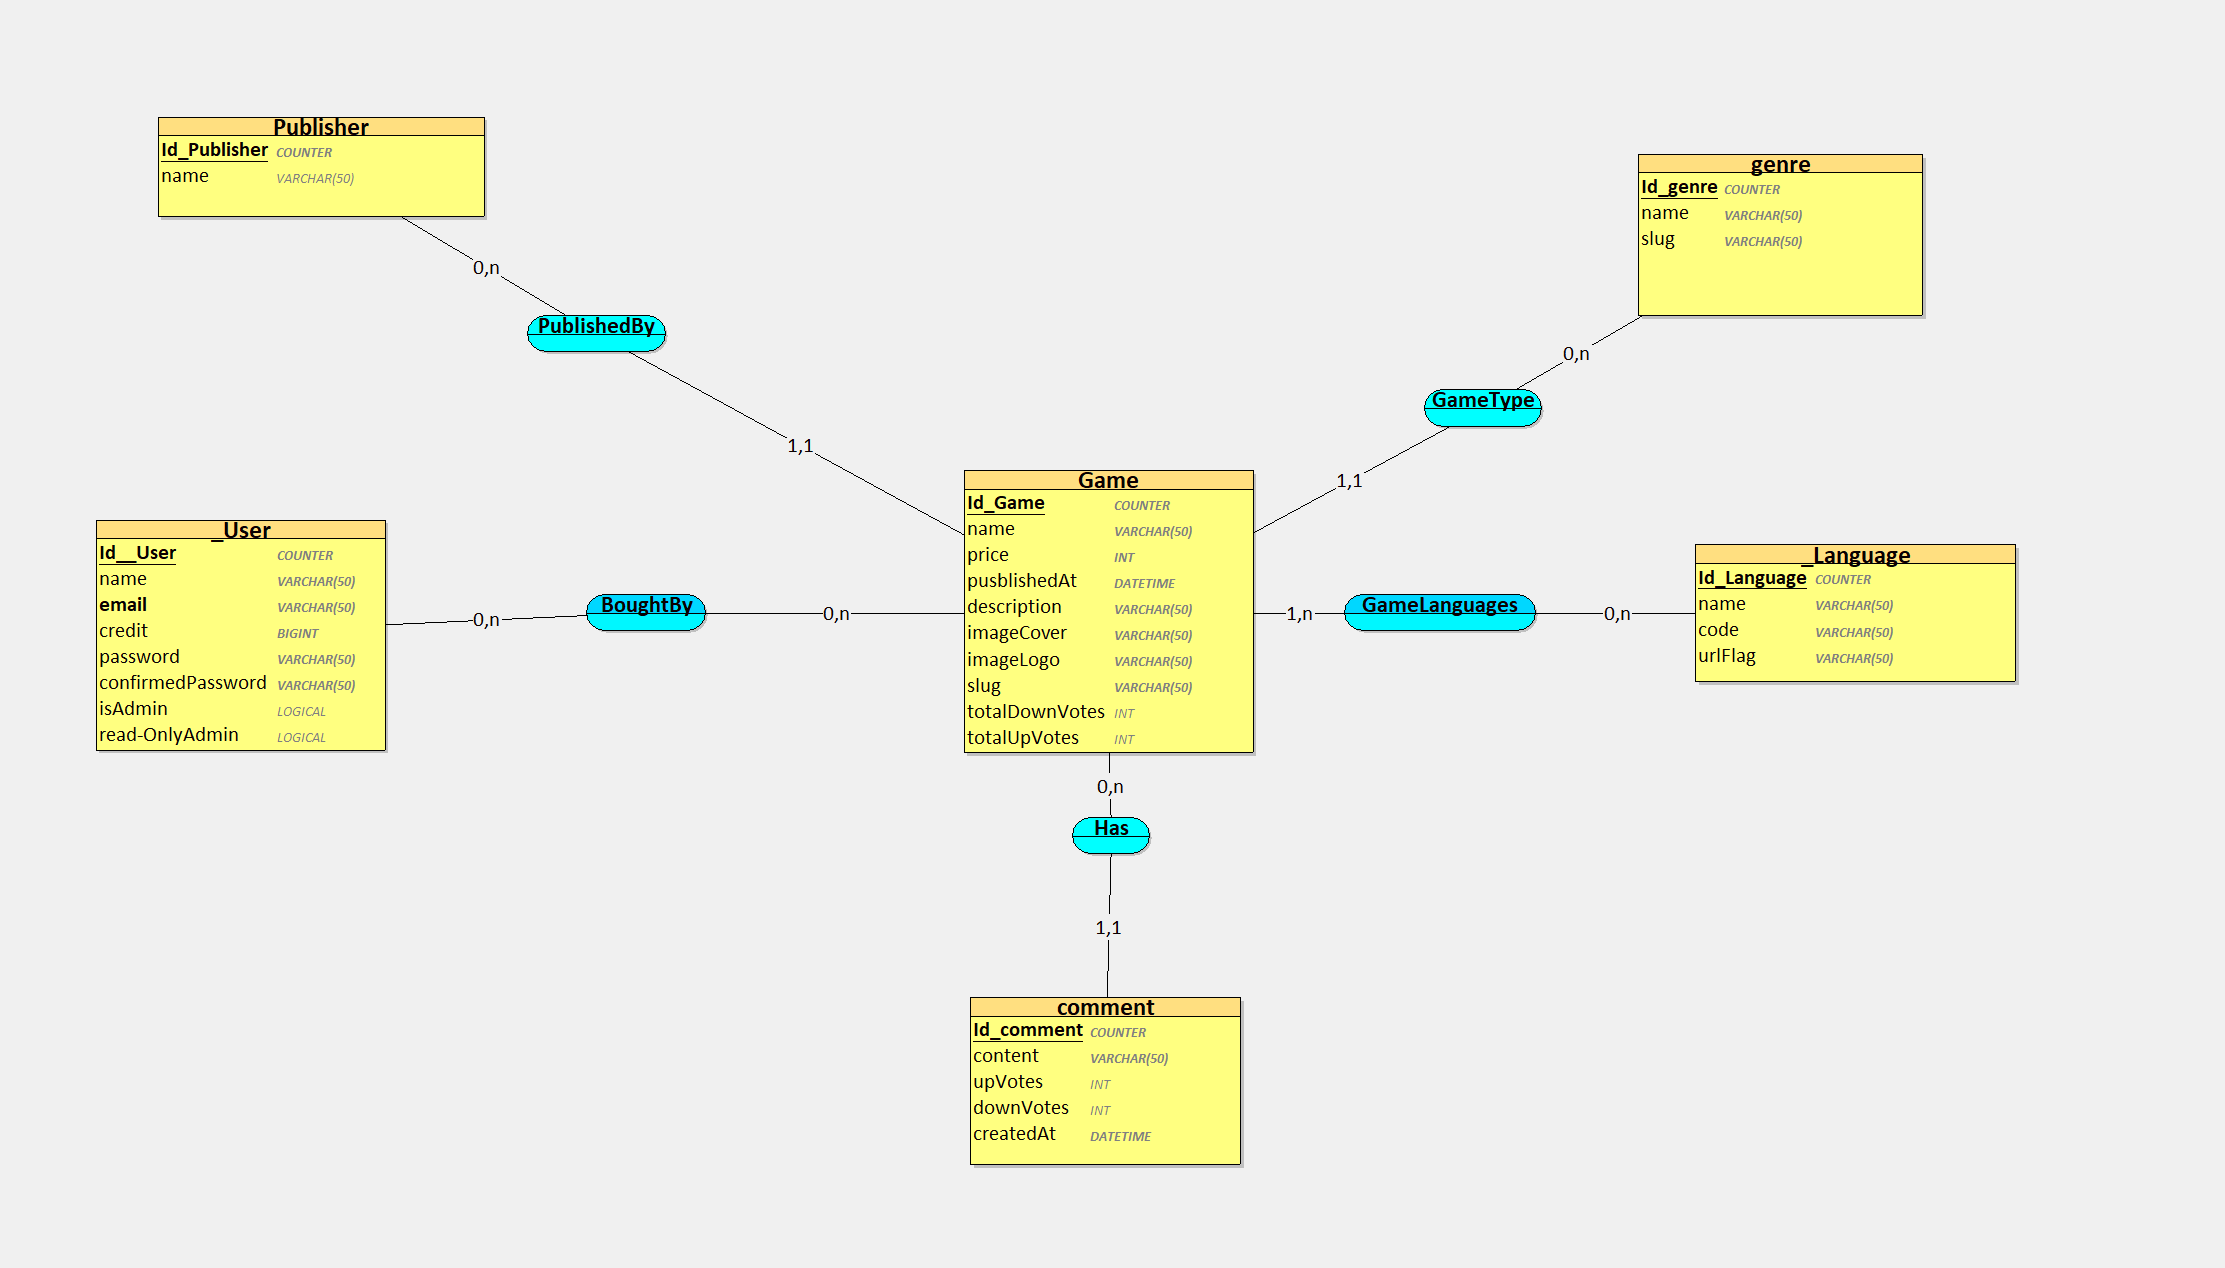 Publisher
Id_Publisher COUNTER
name VARCHAR(50)
0,n
PublishedBy
1,1
genre
Id_genre COUNTER
name VARCHAR(50)
slug VARCHAR(50)
0,n
GameType
1,1
_User
Id__User COUNTER
name VARCHAR(50)
email VARCHAR(50)
credit BIGINT
password VARCHAR(50)
confirmedPassword VARCHAR(50)
isAdmin LOGICAL
read-OnlyAdmin LOGICAL
0,n
BoughtBy
0,n
Game
Id_Game COUNTER
name VARCHAR(50)
price INT
pusblishedAt DATETIME
description VARCHAR(50)
imageCover VARCHAR(50)
imageLogo VARCHAR(50)
slug VARCHAR(50)
totalDownVotes INT
totalUpVotes INT
1,n
GameLanguages
0,n
_Language
Id_Language COUNTER
name VARCHAR(50)
code VARCHAR(50)
urlFlag VARCHAR(50)
0,n
Has
1,1
comment
Id_comment COUNTER
content VARCHAR(50)
upVotes INT
downVotes INT
createdAt DATETIME